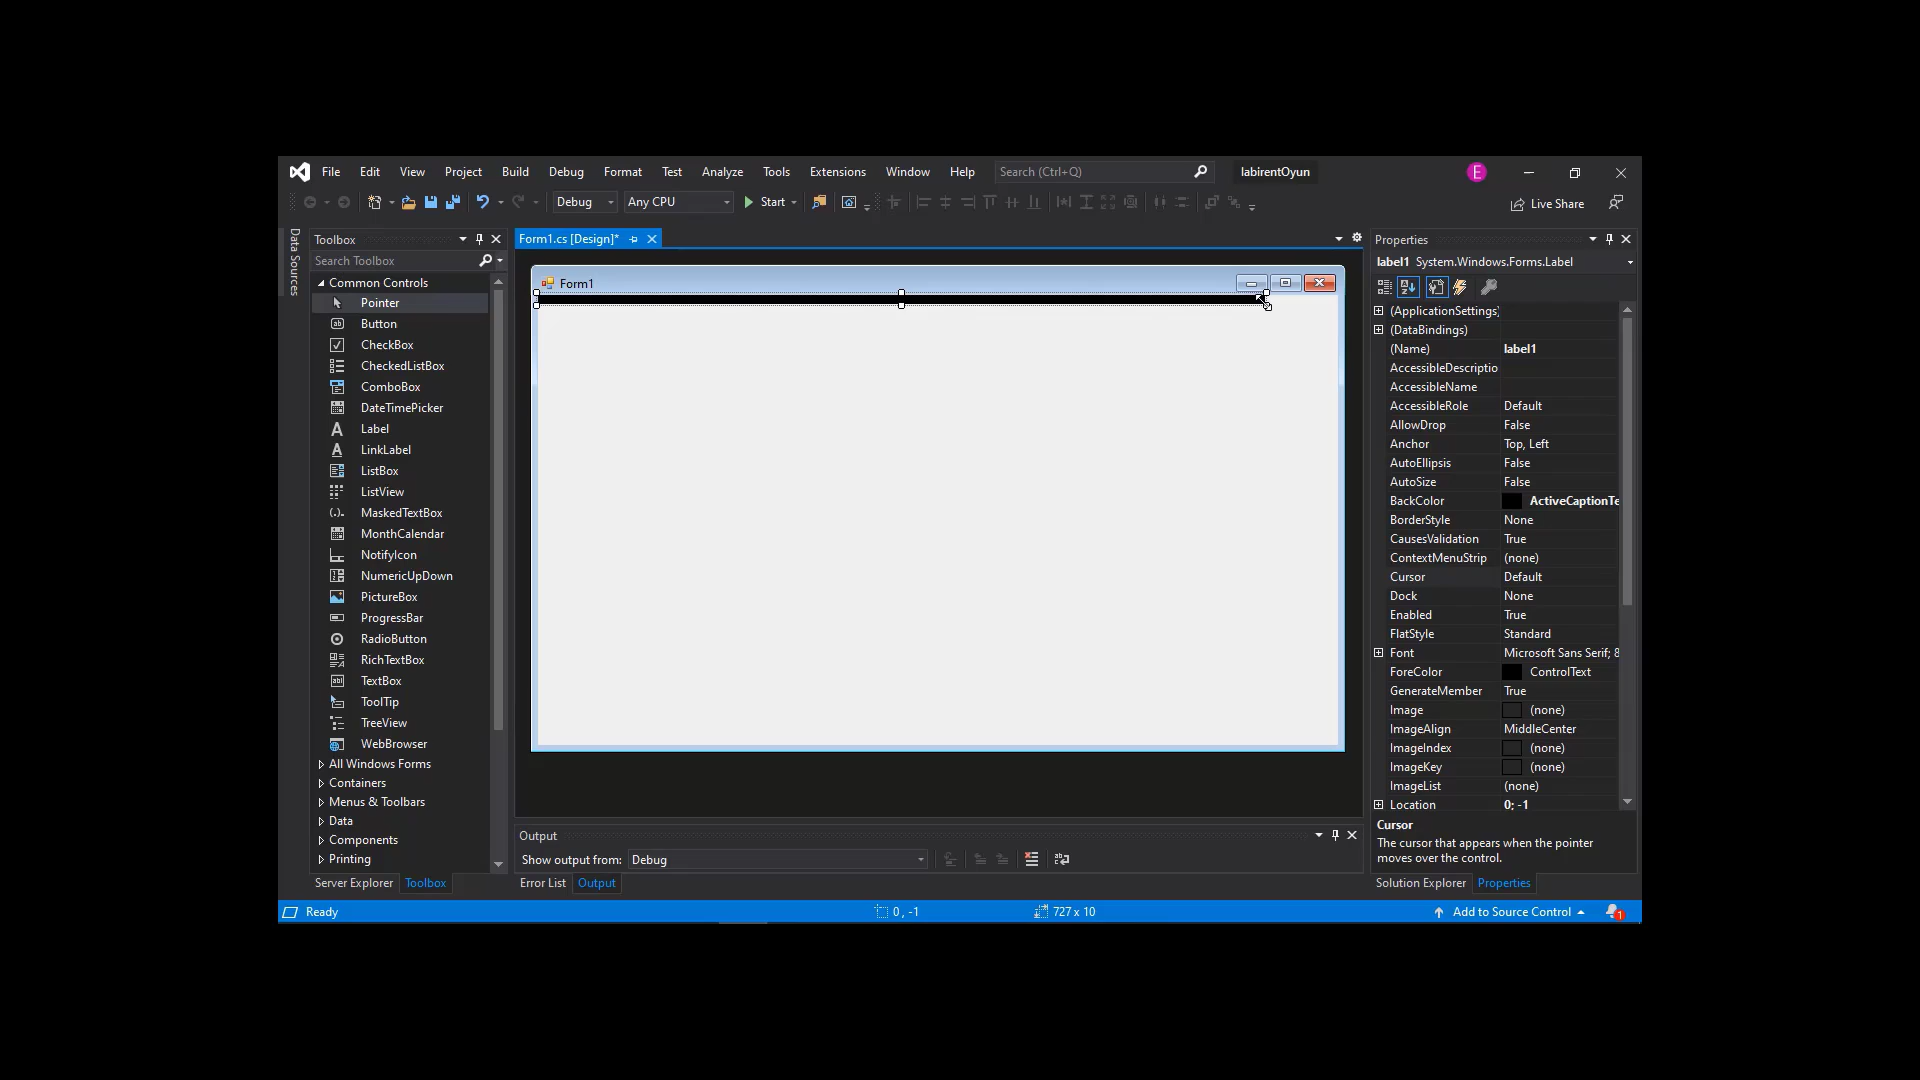 File Edit View Project Build Debug Format Test Analyze Tools Extensions Window Help Search (Ctrl+Q) labirentOyun E
Debug Any CPU Start Live Share
Data Sources
Toolbox
Search Toolbox
Common Controls
Pointer
Button
CheckBox
CheckedListBox
ComboBox
DateTimePicker
Label
LinkLabel
ListBox
ListView
MaskedTextBox
MonthCalendar
NotifyIcon
NumericUpDown
PictureBox
ProgressBar
RadioButton
RichTextBox
TextBox
ToolTip
TreeView
WebBrowser
All Windows Forms
Containers
Menus & Toolbars
Data
Components
Printing
Server Explorer Toolbox
Form1.cs [Design]*
Form1
Output
Show output from: Debug
Error List Output
Properties
label1 System.Windows.Forms.Label
(ApplicationSettings)
(DataBindings)
(Name) label1
AccessibleDescriptio
AccessibleName
AccessibleRole Default
AllowDrop False
Anchor Top, Left
AutoEllipsis False
AutoSize False
BackColor ActiveCaptionTe
BorderStyle None
CausesValidation True
ContextMenuStrip (none)
Cursor Default
Dock None
Enabled True
FlatStyle Standard
Font Microsoft Sans Serif; 8
ForeColor ControlText
GenerateMember True
Image (none)
ImageAlign MiddleCenter
ImageIndex (none)
ImageKey (none)
ImageList (none)
Location 0; -1
Cursor
The cursor that appears when the pointer
moves over the control.
Solution Explorer Properties
Ready 0 , -1 727 x 10 Add to Source Control 1